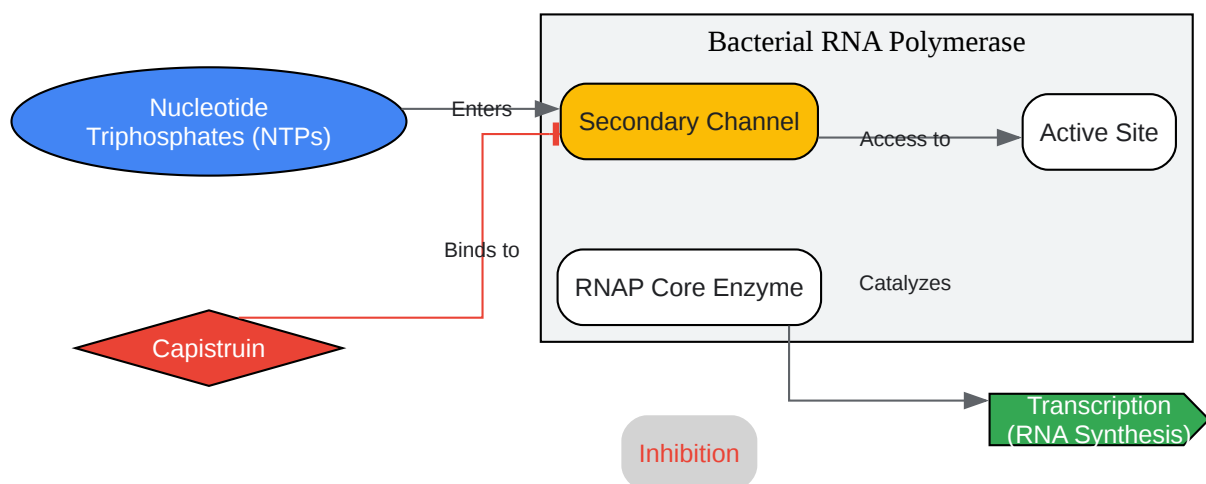 Bacterial RNA Polymerase
Nucleotide
Triphosphates (NTPs)
Enters
Secondary Channel
Access to
Active Site
Binds to
RNAP Core Enzyme
Catalyzes
Capistruin
Transcription
(RNA Synthesis)
Inhibition